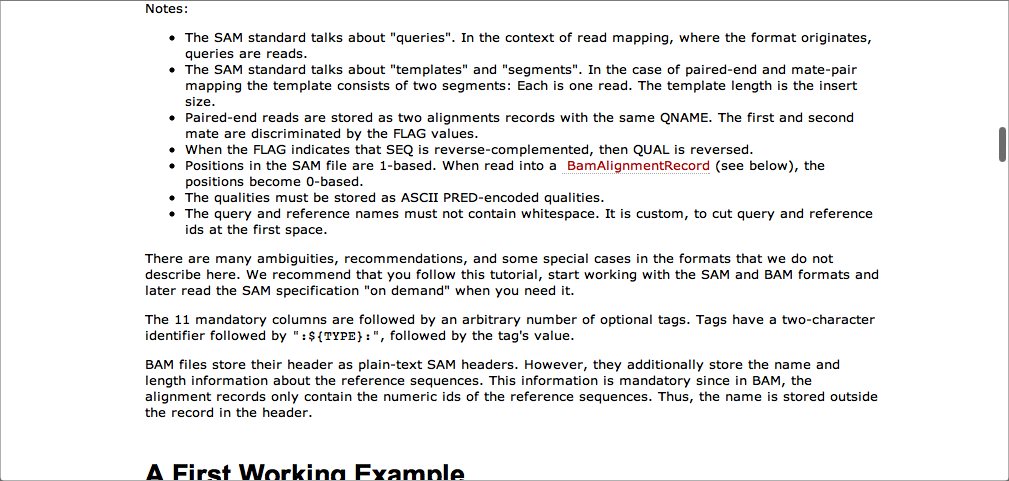 Notes:
The SAM standard talks about "queries". In the context of read mapping, where the format originates,
queries are reads.
The SAM standard talks about "templates" and "segments". In the case of paired-end and mate-pair
mapping the template consists of two segments: Each is one read. The template length is the insert
size.
Paired-end reads are stored as two alignments records with the same QNAME. The first and second
mate are discriminated by the FLAG values.
When the FLAG indicates that SEQ is reverse-complemented, then QUAL is reversed.
Positions in the SAM file are 1-based. When read into a BamAlignmentRecord (see below), the
positions become 0-based.
The qualities must be stored as ASCII PRED-encoded qualities.
The query and reference names must not contain whitespace. It is custom, to cut query and reference
ids at the first space.
There are many ambiguities, recommendations, and some special cases in the formats that we do not
describe here. We recommend that you follow this tutorial, start working with the SAM and BAM formats and
later read the SAM specification "on demand" when you need it.
The 11 mandatory columns are followed by an arbitrary number of optional tags. Tags have a two-character
identifier followed by ":${TYPE}:", followed by the tag's value.
BAM files store their header as plain-text SAM headers. However, they additionally store the name and
length information about the reference sequences. This information is mandatory since in BAM, the
alignment records only contain the numeric ids of the reference sequences. Thus, the name is stored outside
the record in the header.
A First Working Example